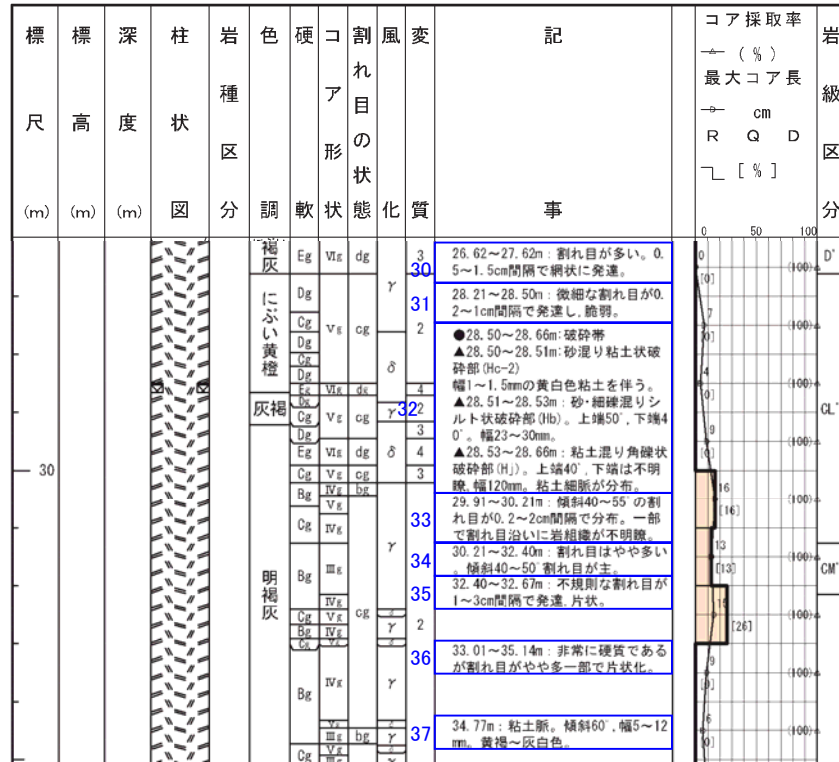 標尺(m)
標高(m)
深度(m)
柱状図
岩種区分
色調
硬軟
コア形状
割れ目の状態
風化
変質
記事
コア採取率
(%)
最大コア長
cm
R Q D
[%]
岩級区分
0 50 100
褐灰
にぶい黄橙
灰褐
明褐灰
30
Eg
Dg
Cg
Dg
Cg
Dg
Eg
Dg
Cg
Dg
Eg
Cg
Bg
Cg
Bg
Cg
Bg
Cg
Bg
Cg
Ⅵg
Ⅴg
Ⅵg
Ⅴg
Ⅵg
Ⅴg
Ⅳg
Ⅴg
Ⅳg
Ⅲg
Ⅳg
Ⅴg
Ⅳg
Ⅴg
Ⅳg
Ⅴg
Ⅲg
Ⅴg
Ⅲg
dg
cg
dg
cg
dg
cg
bg
cg
bg
γ
δ
γ
δ
γ
γ
γ
γ
3
2
4
2
3
4
3
2
30
26.62～27.62m：割れ目が多い。0.
5～1.5cm間隔で網状に発達。
31
28.21～28.50m：微細な割れ目が0.
2～1cm間隔で発達し、脆弱。
32
●28.50～28.66m:破砕帯
▲28.50～28.51m:砂混り粘土状破
砕部(Hc-2)
幅1～1.5mmの黄白色粘土を伴う。
▲28.51～28.53m：砂・細礫混りシ
ルト状破砕部(Hb)。上端50°,下端4
0°。幅23～30mm。
▲28.53～28.66m：粘土混り角礫状
破砕部(Hj)。上端40°,下端は不明
瞭,幅120mm。粘土細脈が分布。
33
29.91～30.21m：傾斜40～55°の割
れ目が0.2～2cm間隔で分布。一部
で割れ目沿いに岩組織が不明瞭。
34
30.21～32.40m：割れ目はやや多い
。傾斜40～50°割れ目が主。
35
32.40～32.67m：不規則な割れ目が
1～3cm間隔で発達,片状。
36
33.01～35.14m：非常に硬質である
が割れ目がやや多一部で片状化。
37
34.77m：粘土脈。傾斜60°,幅5～12
mm。黄褐～灰白色。
0
[0]
(100)
7
[0]
(100)
4
[0]
(100)
9
[0]
(100)
16
[16]
(100)
13
[13]
(100)
[26]
(100)
9
[9]
(100)
6
[0]
(100)
D'
CL'
CM'